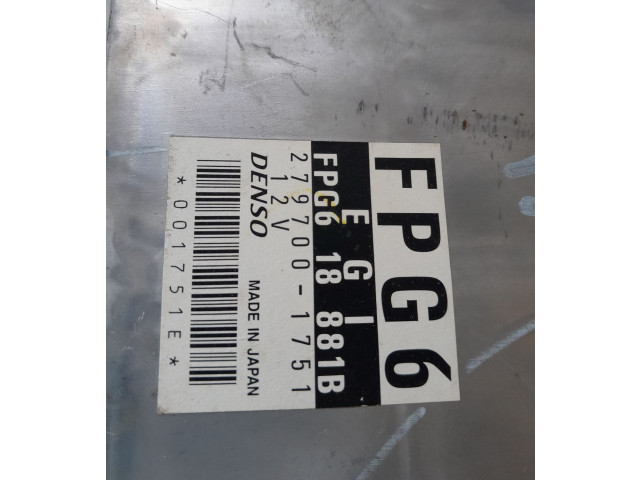 FPG6
EGI
FPG6 18 881B
279700-1751
12V
DENSO MADE IN JAPAN
*001751E*